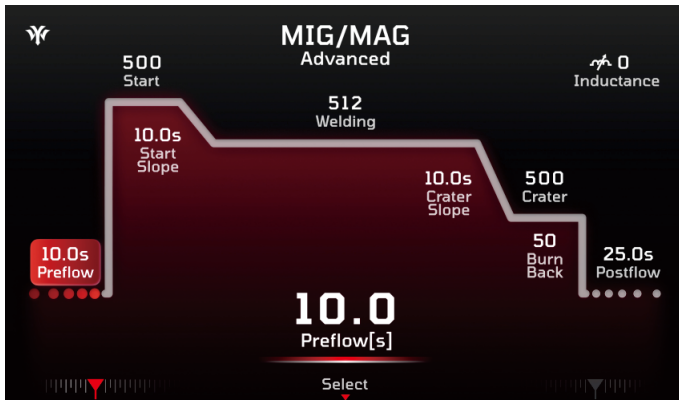 MIG/MAG
Advanced
500
Start
0
Inductance
512
Welding
10.0s
Start
Slope
10.0s
Crater
Slope
500
Crater
10.0s
Preflow
50
Burn
Back
25.0s
Postflow
10.0
Preflow[s]
Select